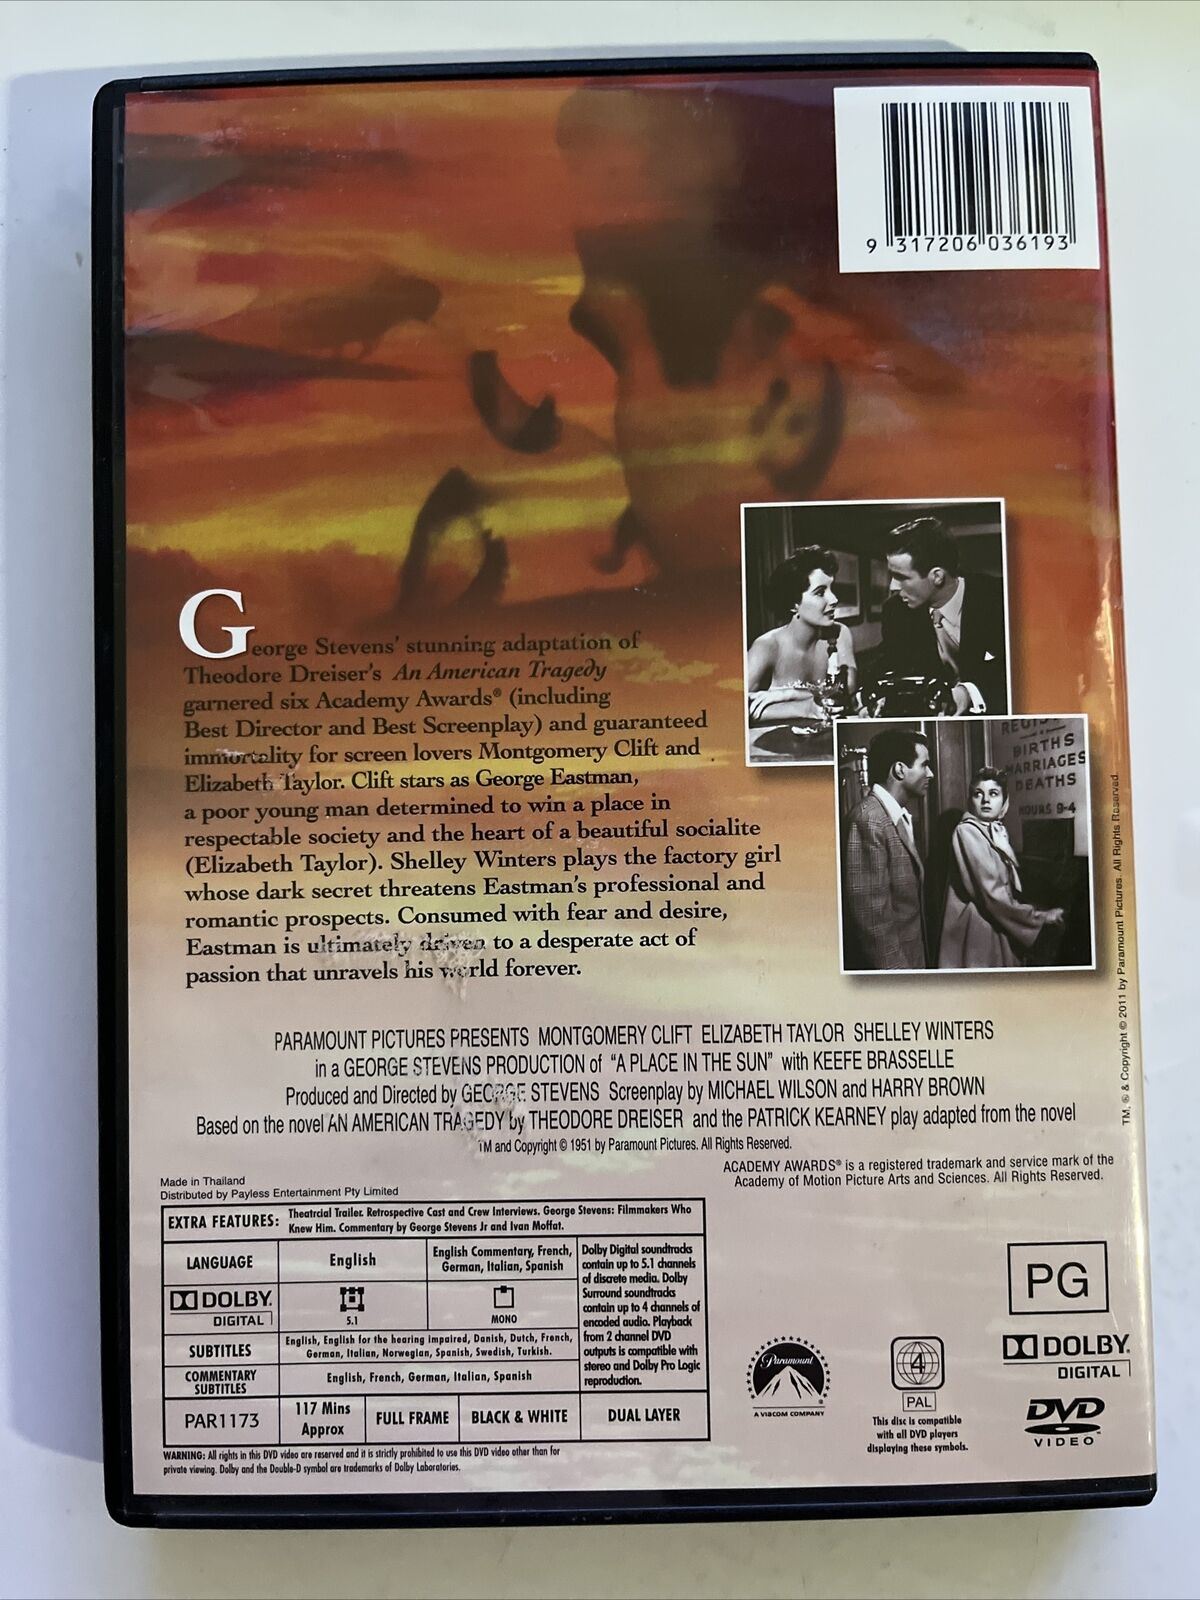 9 317206 036193
George Stevens' stunning adaptation of
Theodore Dreiser's An American Tragedy
garnered six Academy Awards® (including
Best Director and Best Screenplay) and guaranteed
immortality for screen lovers Montgomery Clift and
Elizabeth Taylor. Clift stars as George Eastman,
a poor young man determined to win a place in
respectable society and the heart of a beautiful socialite
(Elizabeth Taylor). Shelley Winters plays the factory girl
whose dark secret threatens Eastman's professional and
romantic prospects. Consumed with fear and desire,
Eastman is ultimately driven to a desperate act of
passion that unravels his world forever.
BIRTHS
MARRIAGES
DEATHS
HOURS 9-4
TM, ® & Copyright © 2011 by Paramount Pictures. All Rights Reserved.
PARAMOUNT PICTURES PRESENTS MONTGOMERY CLIFT ELIZABETH TAYLOR SHELLEY WINTERS
in a GEORGE STEVENS PRODUCTION of "A PLACE IN THE SUN" with KEEFE BRASSELLE
Produced and Directed by GEORGE STEVENS Screenplay by MICHAEL WILSON and HARRY BROWN
Based on the novel AN AMERICAN TRAGEDY by THEODORE DREISER and the PATRICK KEARNEY play adapted from the novel
TM and Copyright © 1951 by Paramount Pictures. All Rights Reserved.
ACADEMY AWARDS® is a registered trademark and service mark of the
Academy of Motion Picture Arts and Sciences. All Rights Reserved.
Made in Thailand
Distributed by Payless Entertainment Pty Limited
EXTRA FEATURES: Theatrcial Trailer. Retrospective Cast and Crew Interviews. George Stevens: Filmmakers Who
Knew Him. Commentary by George Stevens Jr and Ivan Moffat.
LANGUAGE
English
English Commentary, French,
German, Italian, Spanish
DOLBY
DIGITAL
5.1
MONO
SUBTITLES
English, English for the hearing impaired, Danish, Dutch, French,
German, Italian, Norwegian, Spanish, Swedish, Turkish.
COMMENTARY
SUBTITLES
English, French, German, Italian, Spanish
Dolby Digital soundtracks
contain up to 5.1 channels
of discrete media. Dolby
Surround soundtracks
contain up to 4 channels of
encoded audio. Playback
from 2 channel DVD
outputs is compatible with
stereo and Dolby Pro Logic
reproduction.
PAR1173
117 Mins
Approx
FULL FRAME
BLACK & WHITE
DUAL LAYER
WARNING: All rights in this DVD video are reserved and it is strictly prohibited to use this DVD video other than for
private viewing. Dolby and the Double-D symbol are trademarks of Dolby Laboratories.
Paramount
A VIACOM COMPANY
4
PAL
This disc is compatible
with all DVD players
displaying these symbols.
PG
DOLBY
DIGITAL
DVD
VIDEO